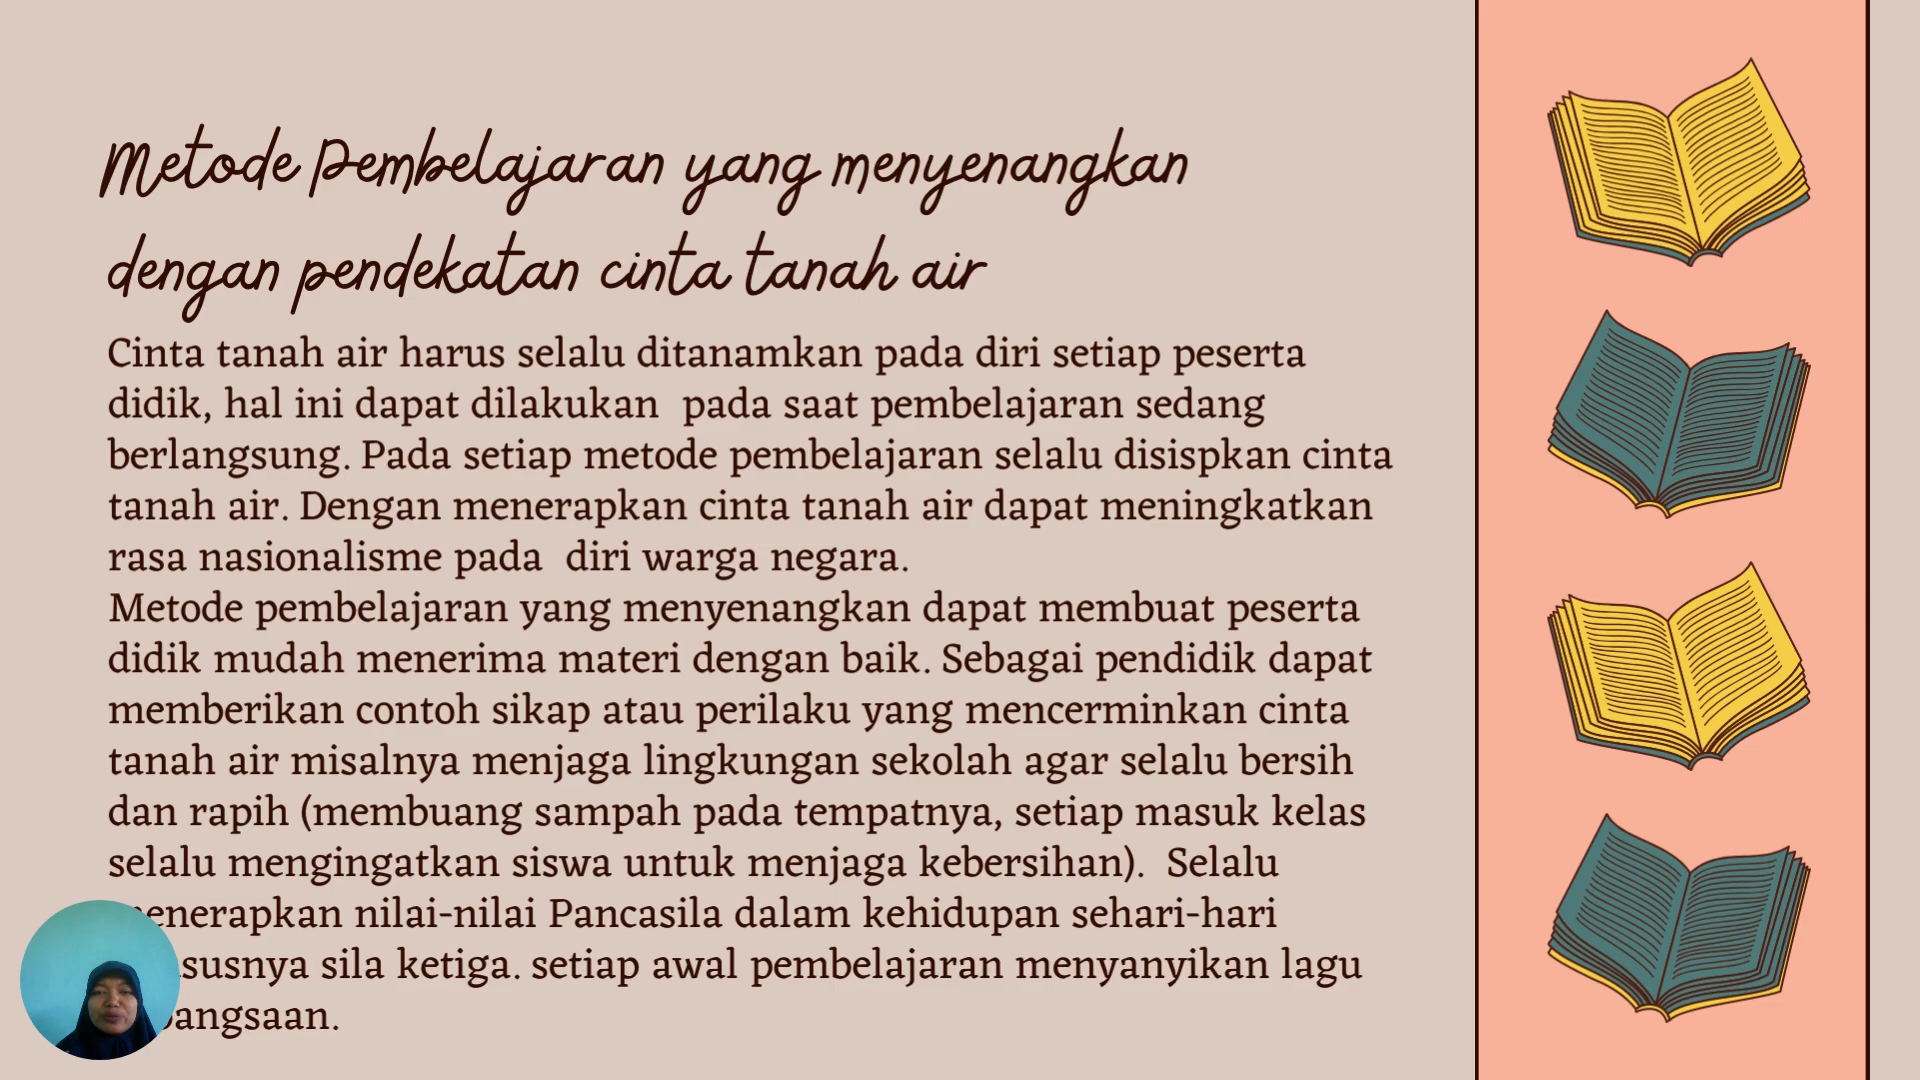 Metode Pembelajaran yang menyenangkan
dengan pendekatan cinta tanah air
Cinta tanah air harus selalu ditanamkan pada diri setiap peserta
didik, hal ini dapat dilakukan  pada saat pembelajaran sedang
berlangsung. Pada setiap metode pembelajaran selalu disispkan cinta
tanah air. Dengan menerapkan cinta tanah air dapat meningkatkan
rasa nasionalisme pada  diri warga negara.
Metode pembelajaran yang menyenangkan dapat membuat peserta
didik mudah menerima materi dengan baik. Sebagai pendidik dapat
memberikan contoh sikap atau perilaku yang mencerminkan cinta
tanah air misalnya menjaga lingkungan sekolah agar selalu bersih
dan rapih (membuang sampah pada tempatnya, setiap masuk kelas
selalu mengingatkan siswa untuk menjaga kebersihan).  Selalu
nilai-nilai Pancasila dalam kehidupan sehari-hari
sila ketiga. setiap awal pembelajaran menyanyikan lagu